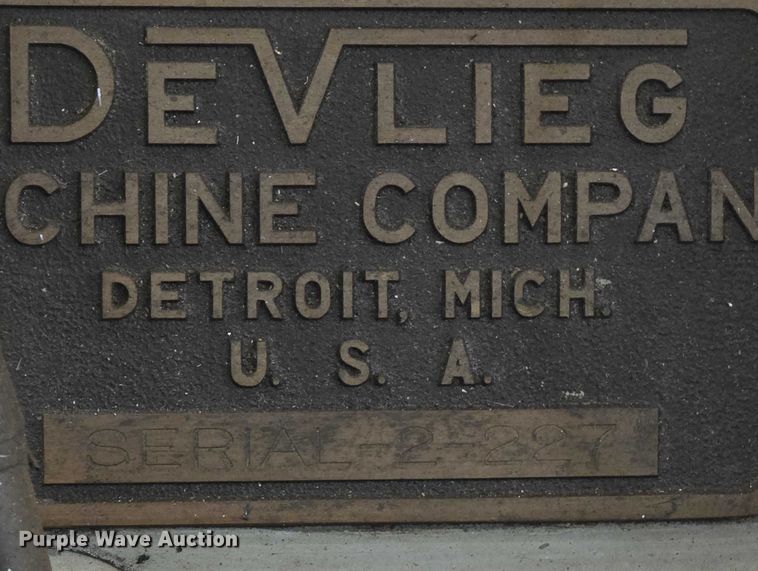 DEVLIEG
CHINE COMPAN
DETROIT, MICH.
U. S. A.
SERIAL-2-227
Purple Wave Auction